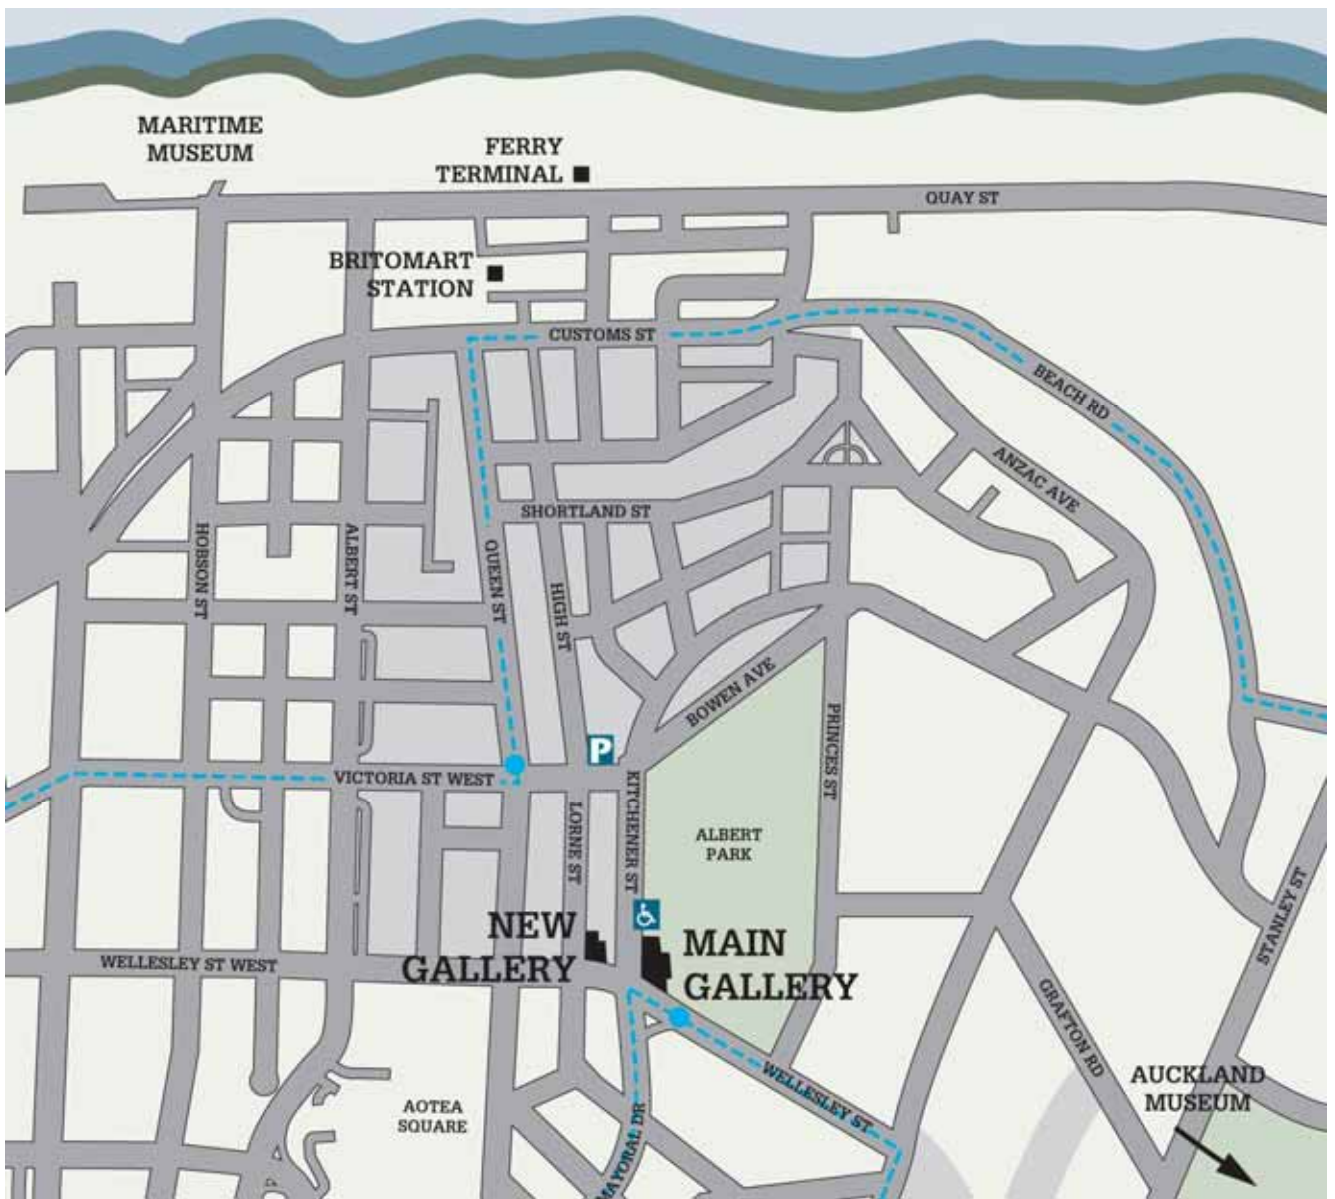 MARITIME
MUSEUM
FERRY
TERMINAL
QUAY ST
BRITOMART
STATION
CUSTOMS ST
BEACH RD
ANZAC AVE
SHORTLAND ST
HOBSON ST
ALBERT ST
QUEEN ST
HIGH ST
BOWEN AVE
PRINCES ST
P
VICTORIA ST WEST
LORNE ST
KITCHENER ST
ALBERT
PARK
STANLEY ST
NEW
GALLERY
MAIN
GALLERY
WELLESLEY ST WEST
GRAFTON RD
WELLESLEY ST
AUCKLAND
MUSEUM
AOTEA
SQUARE
MAYORAL DR